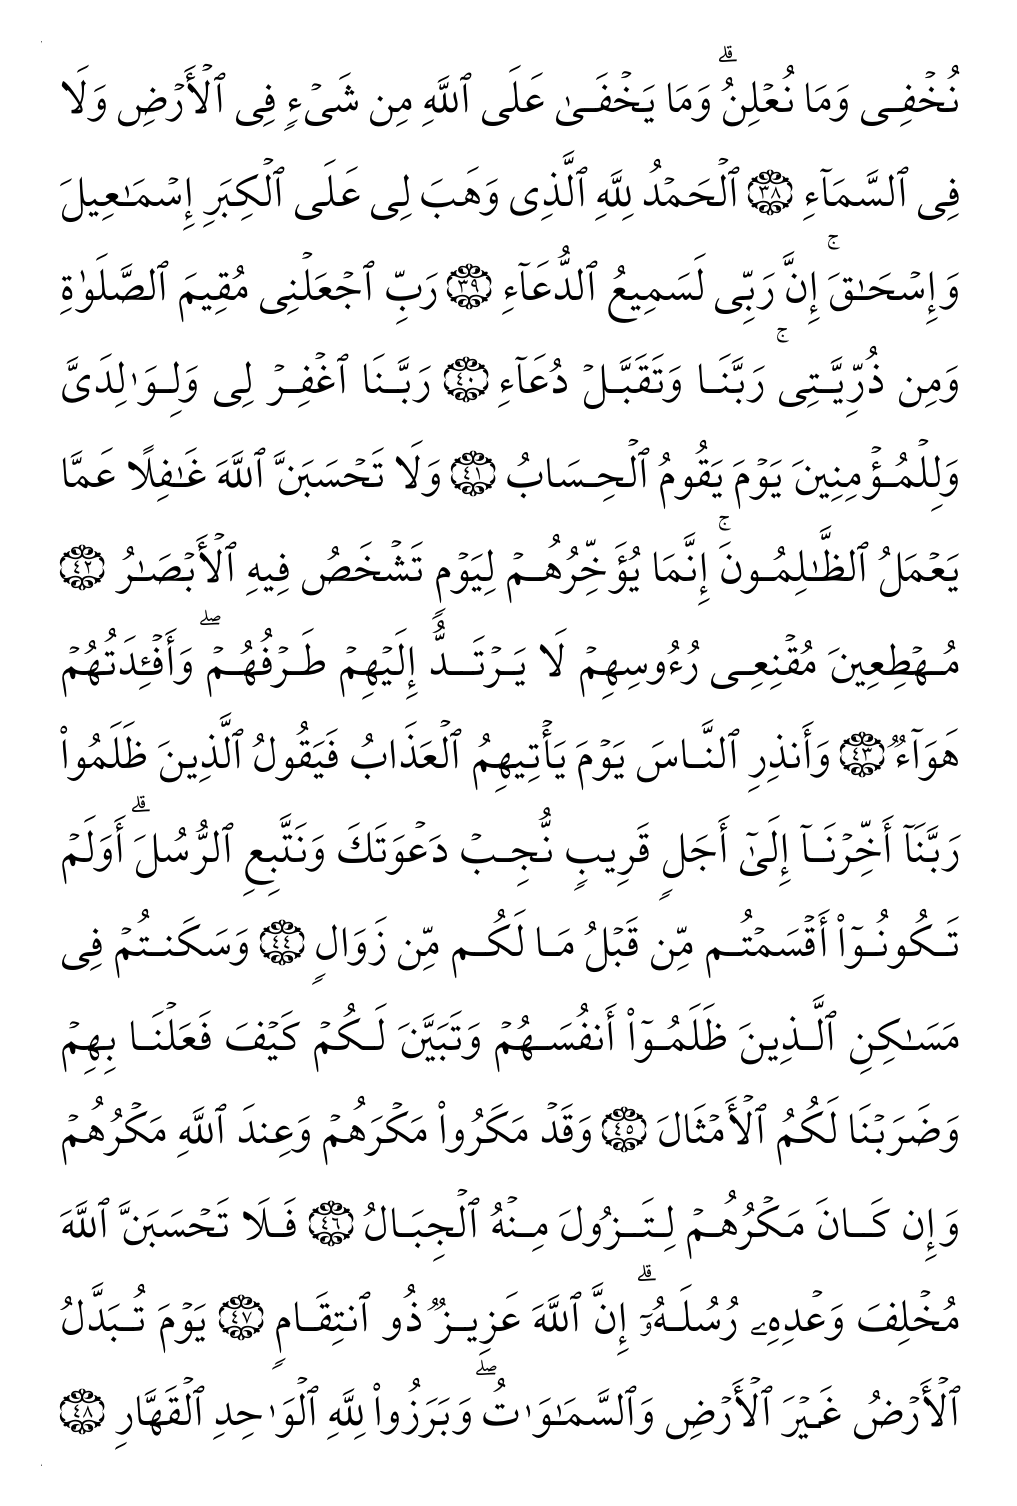 نُخۡفِى وَمَا نُعۡلِنُۗ وَمَا يَخۡفَىٰ عَلَى ٱللَّهِ مِن شَىۡءٍ فِى ٱلۡأَرۡضِ وَلَا
فِى ٱلسَّمَآءِ ٣٨ ٱلۡحَمۡدُ لِلَّهِ ٱلَّذِى وَهَبَ لِى عَلَى ٱلۡكِبَرِ إِسۡمَـٰعِيلَ
وَإِسۡحَـٰقَۚ إِنَّ رَبِّى لَسَمِيعُ ٱلدُّعَآءِ ٣٩ رَبِّ ٱجۡعَلۡنِى مُقِيمَ ٱلصَّلَوٰةِ
وَمِن ذُرِّيَّتِىۚ رَبَّنَا وَتَقَبَّلۡ دُعَآءِ ٤٠ رَبَّنَا ٱغۡفِرۡ لِى وَلِوَٰلِدَىَّ
وَلِلۡمُؤۡمِنِينَ يَوۡمَ يَقُومُ ٱلۡحِسَابُ ٤١ وَلَا تَحۡسَبَنَّ ٱللَّهَ غَـٰفِلًا عَمَّا
يَعۡمَلُ ٱلظَّـٰلِمُونَۚ إِنَّمَا يُؤَخِّرُهُمۡ لِيَوۡمٍ تَشۡخَصُ فِيهِ ٱلۡأَبۡصَـٰرُ ٤٢
مُهۡطِعِينَ مُقۡنِعِى رُءُوسِهِمۡ لَا يَرۡتَدُّ إِلَيۡهِمۡ طَرۡفُهُمۡۖ وَأَفۡـِٔدَتُهُمۡ
هَوَآءٌ ٤٣ وَأَنذِرِ ٱلنَّاسَ يَوۡمَ يَأۡتِيهِمُ ٱلۡعَذَابُ فَيَقُولُ ٱلَّذِينَ ظَلَمُوا۟
رَبَّنَآ أَخِّرۡنَآ إِلَىٰٓ أَجَلٍ قَرِيبٍ نُّجِبۡ دَعۡوَتَكَ وَنَتَّبِعِ ٱلرُّسُلَۗ أَوَلَمۡ
تَكُونُوٓا۟ أَقۡسَمۡتُم مِّن قَبۡلُ مَا لَكُم مِّن زَوَالٍ ٤٤ وَسَكَنتُمۡ فِى
مَسَـٰكِنِ ٱلَّذِينَ ظَلَمُوٓا۟ أَنفُسَهُمۡ وَتَبَيَّنَ لَكُمۡ كَيۡفَ فَعَلۡنَا بِهِمۡ
وَضَرَبۡنَا لَكُمُ ٱلۡأَمۡثَالَ ٤٥ وَقَدۡ مَكَرُوا۟ مَكۡرَهُمۡ وَعِندَ ٱللَّهِ مَكۡرُهُمۡ
وَإِن كَانَ مَكۡرُهُمۡ لِتَزُولَ مِنۡهُ ٱلۡجِبَالُ ٤٦ فَلَا تَحۡسَبَنَّ ٱللَّهَ
مُخۡلِفَ وَعۡدِهِۦ رُسُلَهُۥٓۗ إِنَّ ٱللَّهَ عَزِيزٌ ذُو ٱنتِقَامٍ ٤٧ يَوۡمَ تُبَدَّلُ
ٱلۡأَرۡضُ غَيۡرَ ٱلۡأَرۡضِ وَٱلسَّمَـٰوَٰتُۖ وَبَرَزُوا۟ لِلَّهِ ٱلۡوَٰحِدِ ٱلۡقَهَّارِ ٤٨